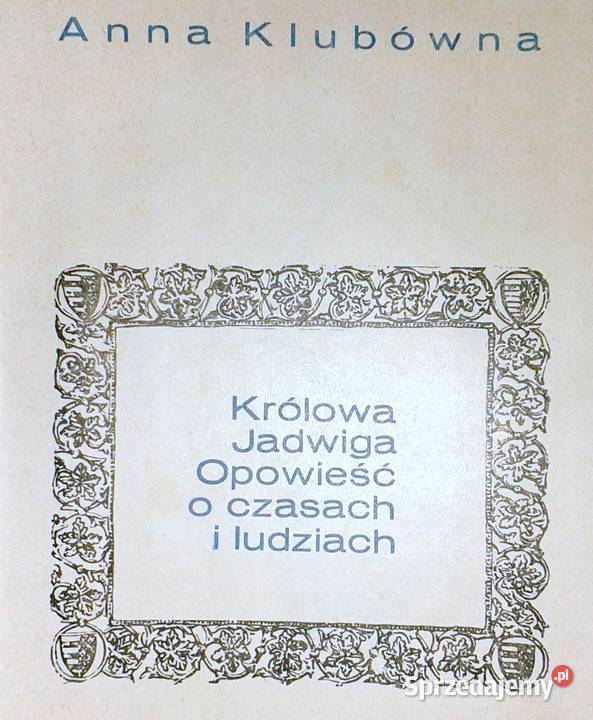 Anna Klubówna
Królowa
Jadwiga
Opowieść
o czasach
i ludziach
Sprzedajemy.pl